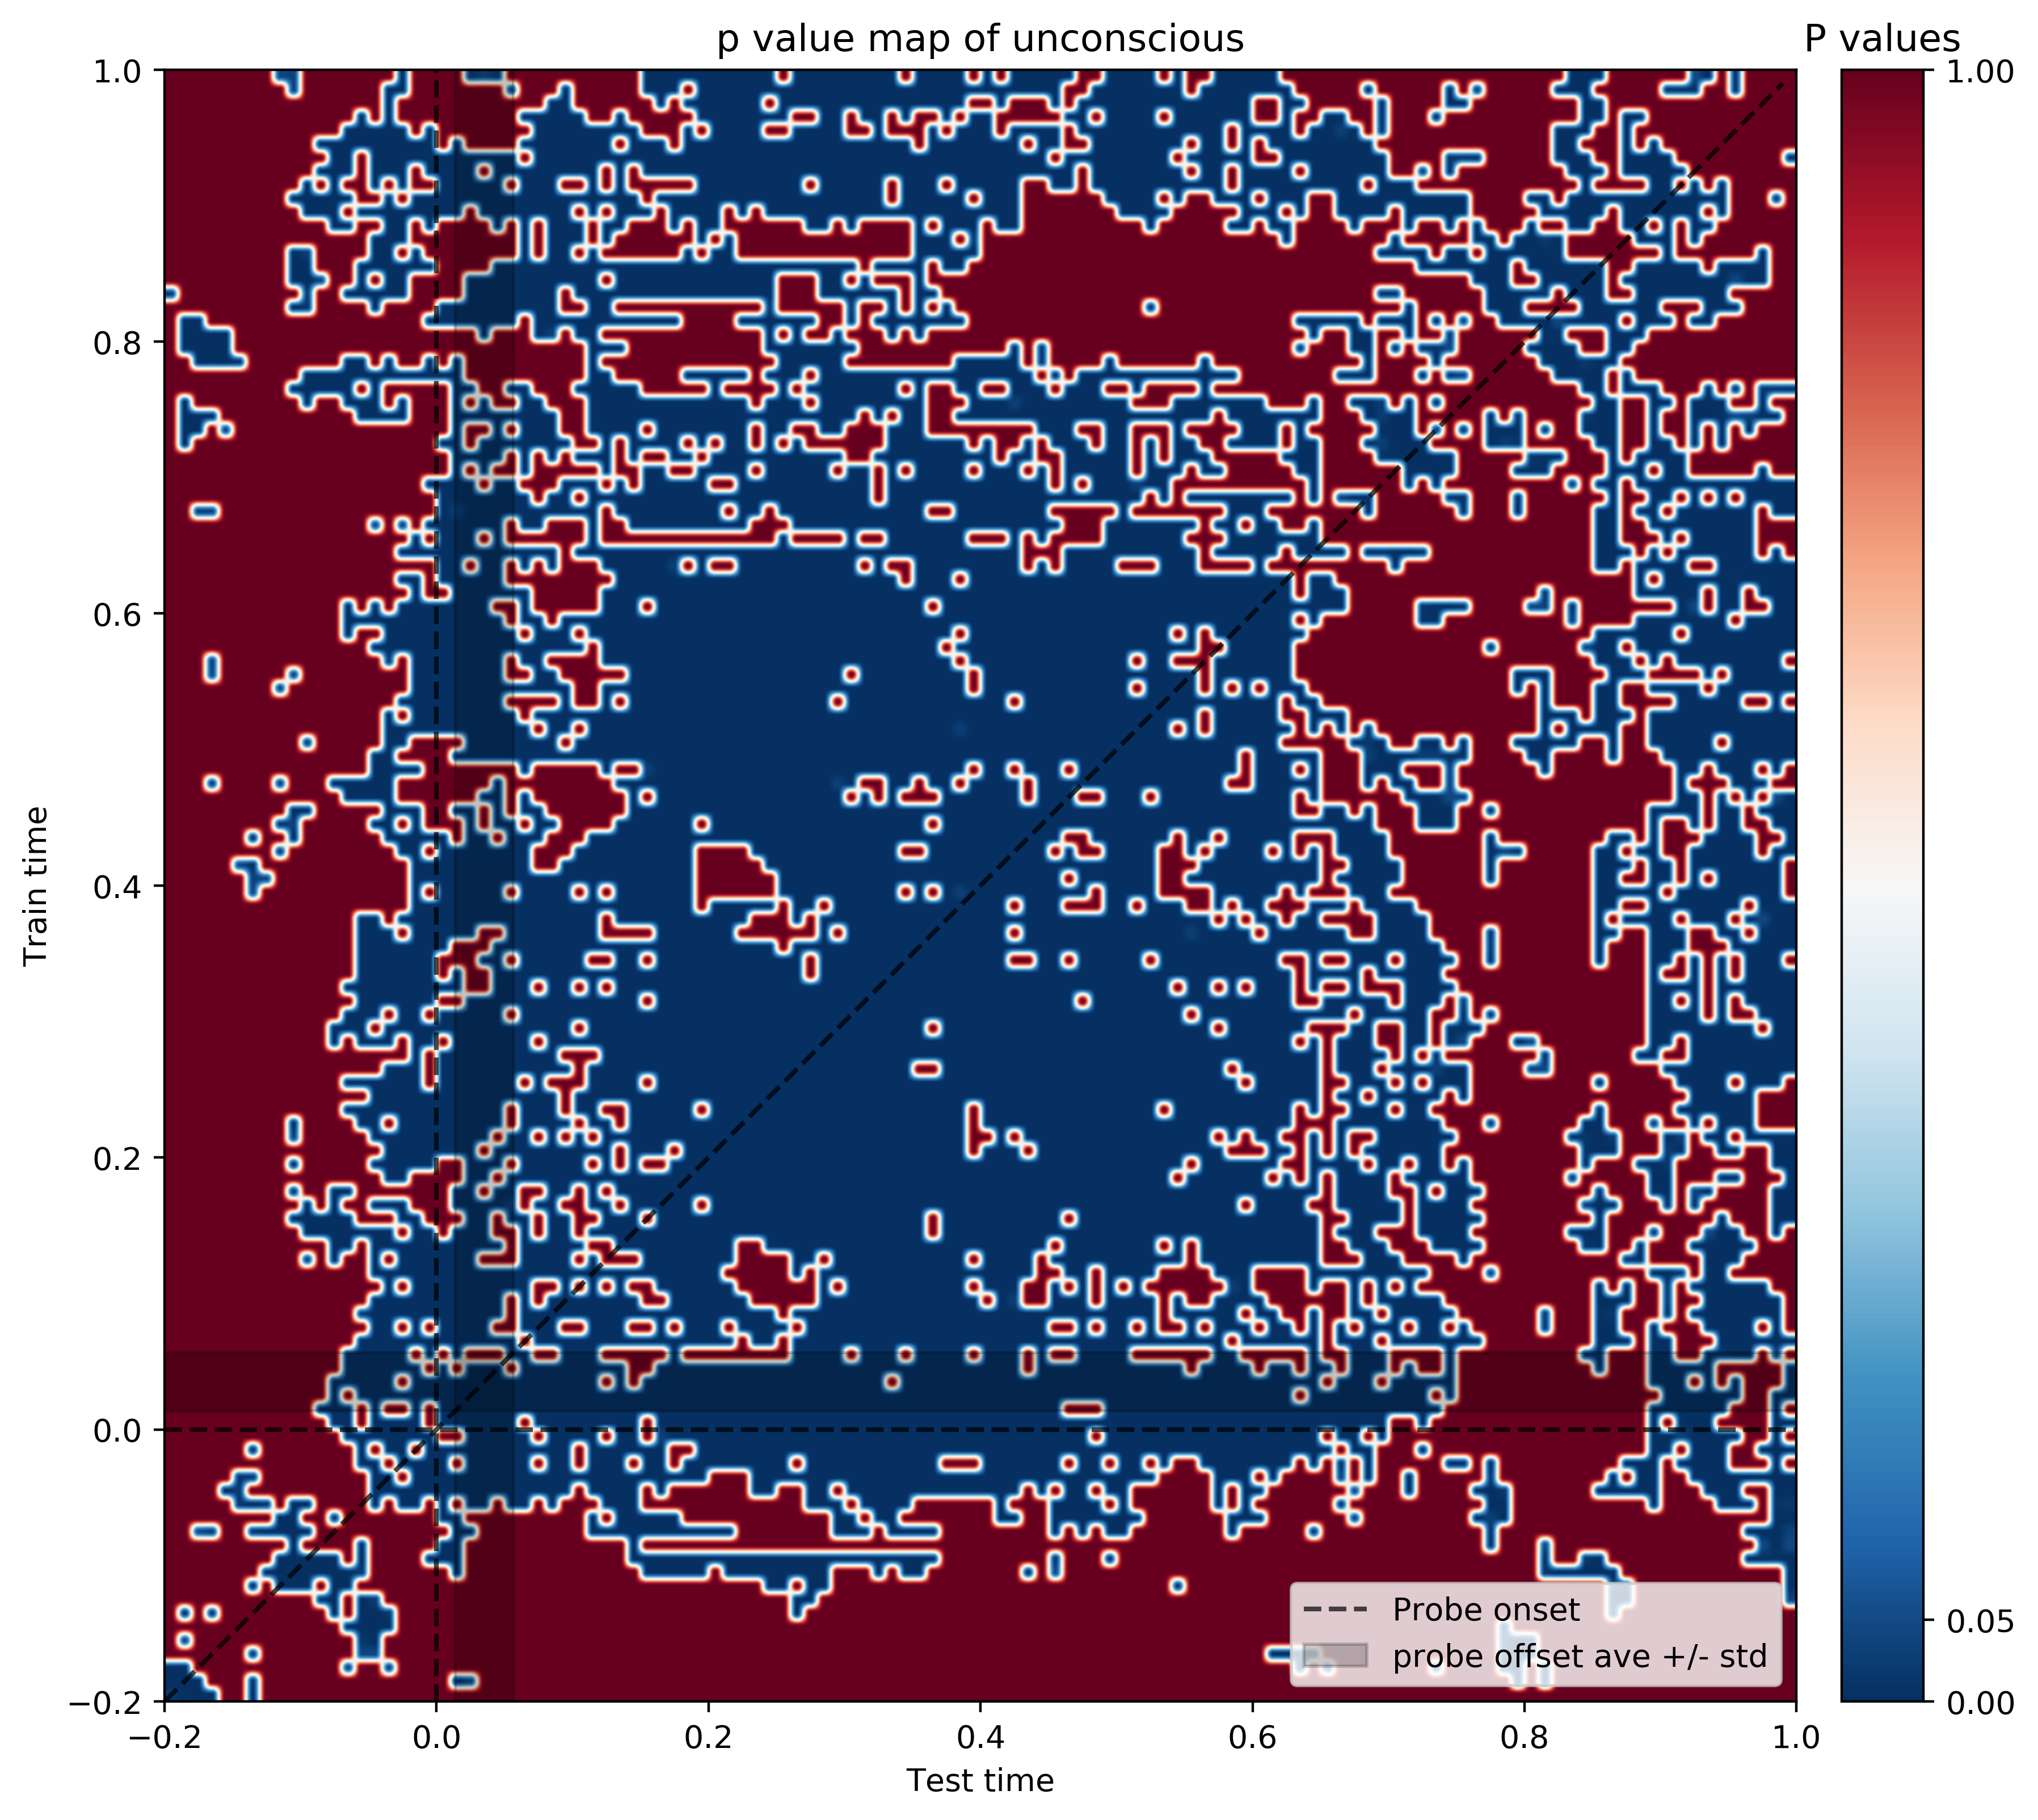 p value map of unconscious
P values
1.0
0.8
0.6
0.4
0.2
0.0
−0.2
Train time
−0.2
0.0
0.2
0.4
0.6
0.8
1.0
Test time
Probe onset
probe offset ave +/- std
1.00
0.05
0.00